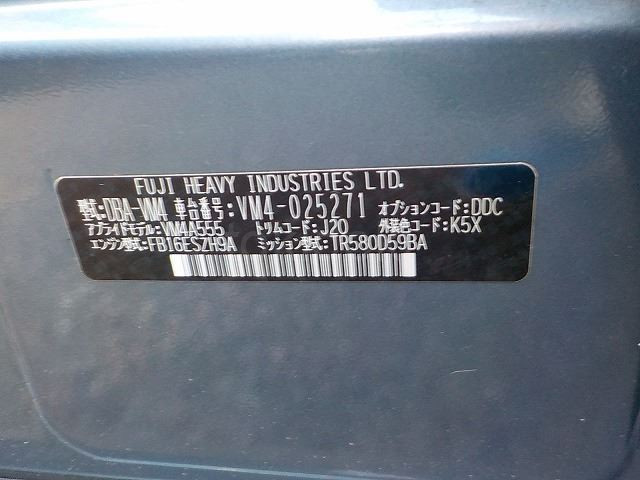 FUJI HEAVY INDUSTRIES LTD.
型式:DBA-VM4 車台番号:VM4-025271 オプションコード:DDC
アプライドモデル:VM4A555 トリムコード:J20 外装色コード:K5X
エンジン型式:FB16ESZH9A ミッション型式:TR580D59BA